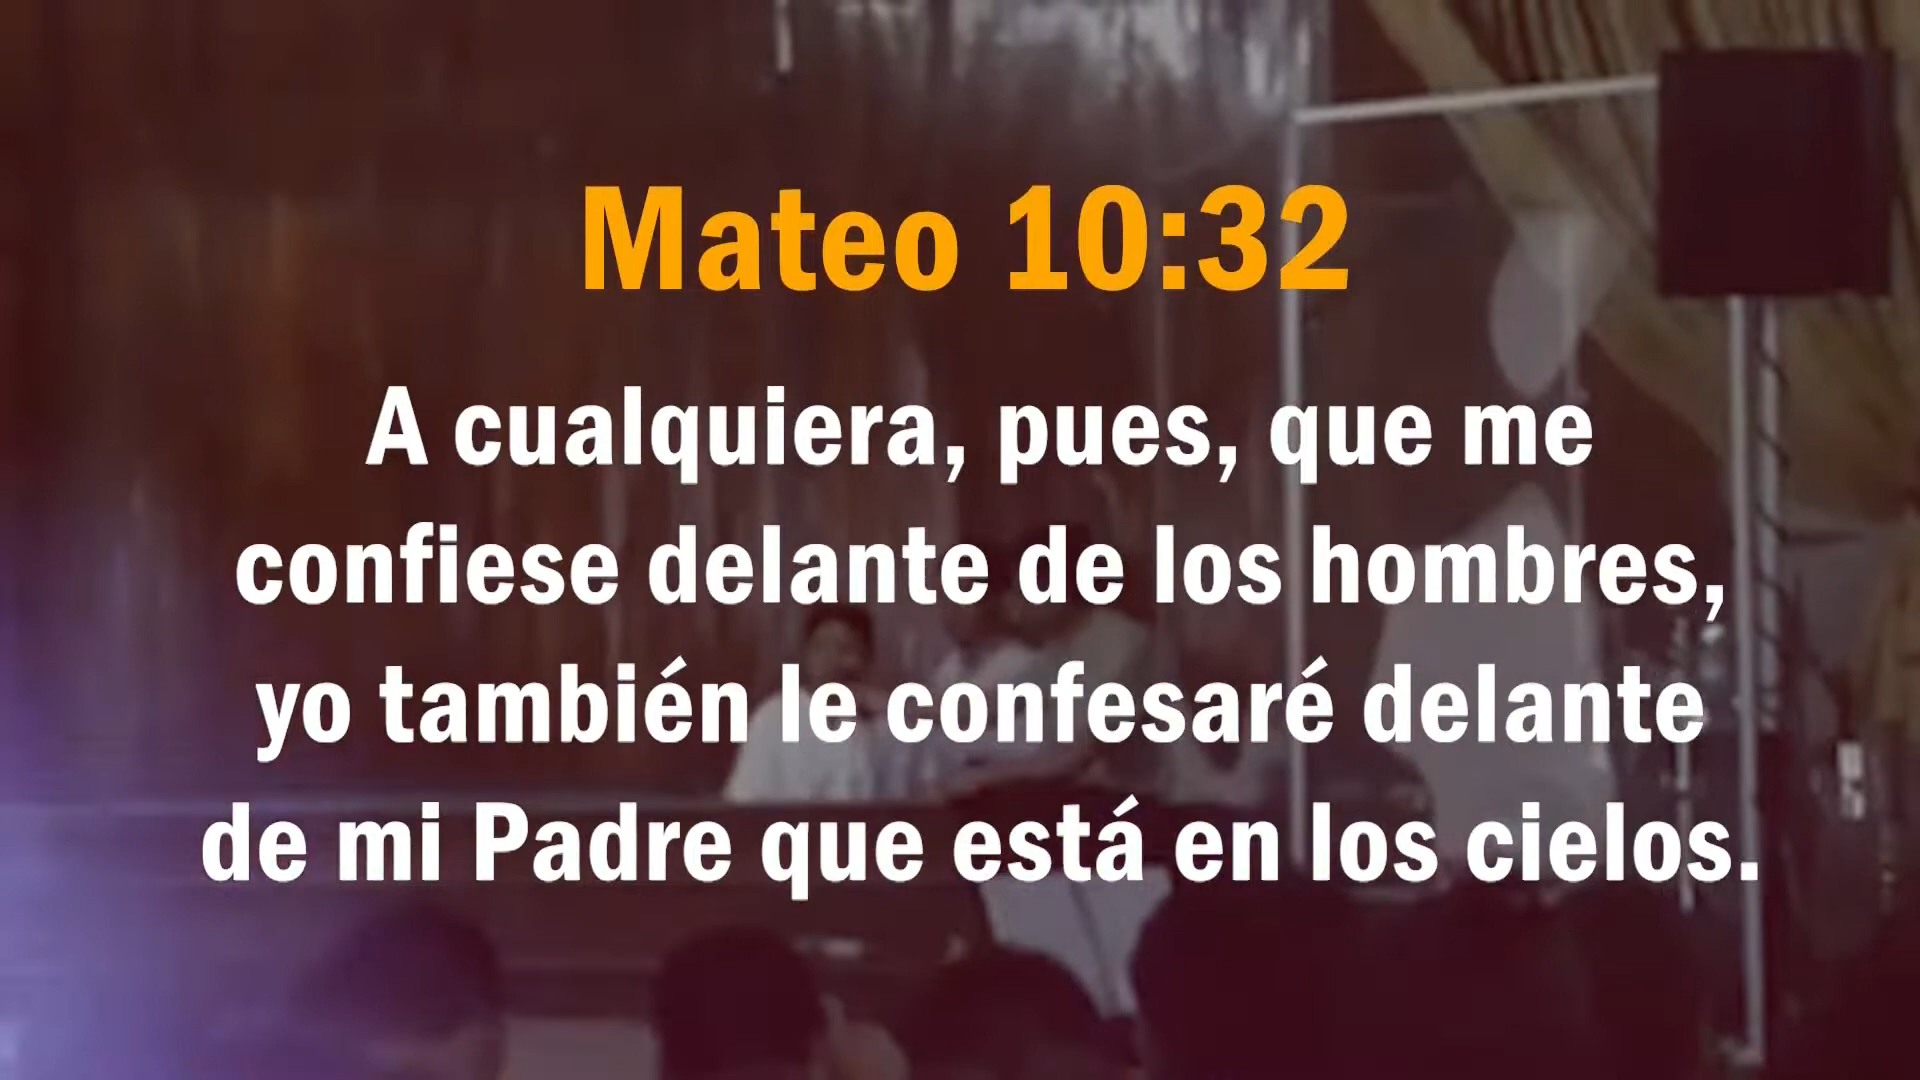 Mateo 10:32
A cualquiera, pues, que me
confiese delante de los hombres,
yo también le confesaré delante
de mi Padre que está en los cielos.